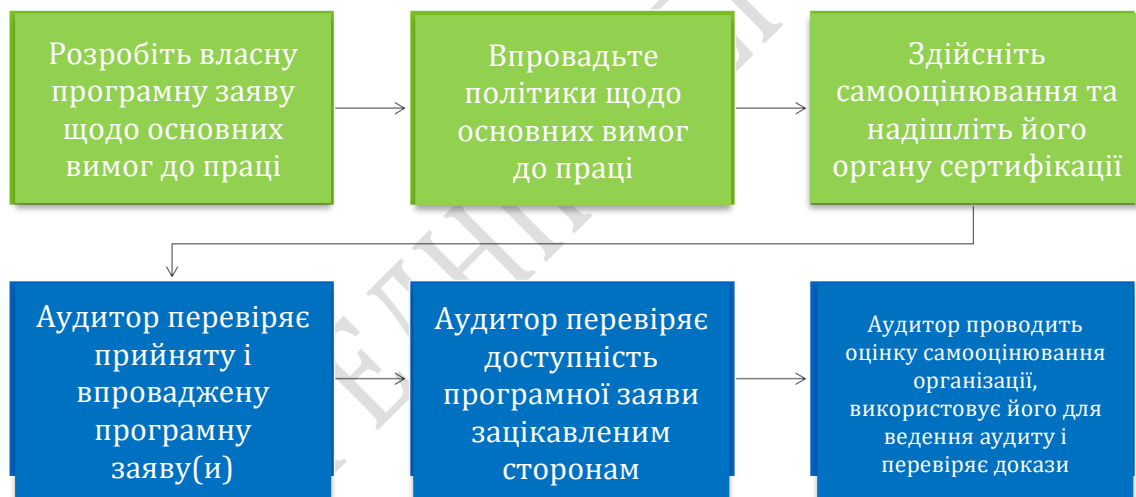 Розробіть власну
програмну заяву
щодо основних
вимог до праці
Впровадьте
політики щодо
основних вимог
до праці
Здійсніть
самооцінювання та
надішліть його
органу сертифікації
Аудитор перевіряє
прийняту і
впроваджену
програмну
заяву(и)
Аудитор перевіряє
доступність
програмної заяви
зацікавленим
сторонам
Аудитор проводить
оцінку самооцінювання
організації,
використовує його для
ведення аудиту і
перевіряє докази